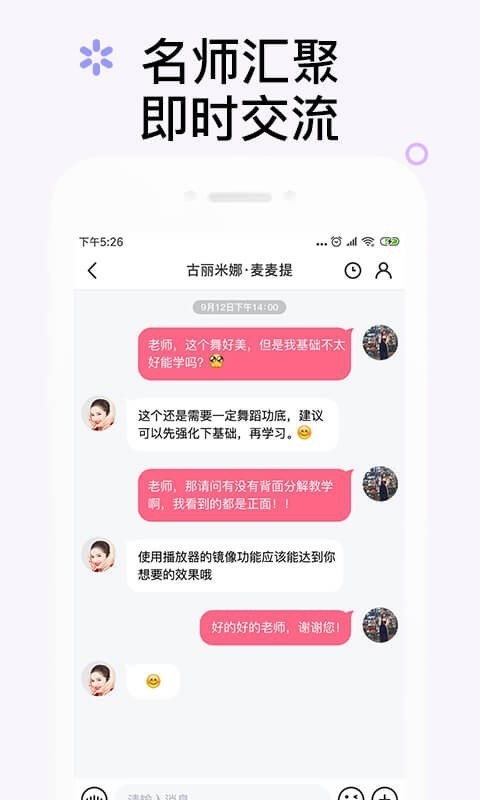 名师汇聚
即时交流
下午5:26
古丽米娜·麦麦提
9月12日下午14:00
老师，这个舞好美，但是我基础不太
好能学吗？
这个还是需要一定舞蹈功底，建议
可以先强化下基础，再学习。
老师，那请问有没有背面分解教学
啊，我看到的都是正面！！
使用播放器的镜像功能应该能达到你
想要的效果哦
好的好的老师，谢谢您！
请输入消息